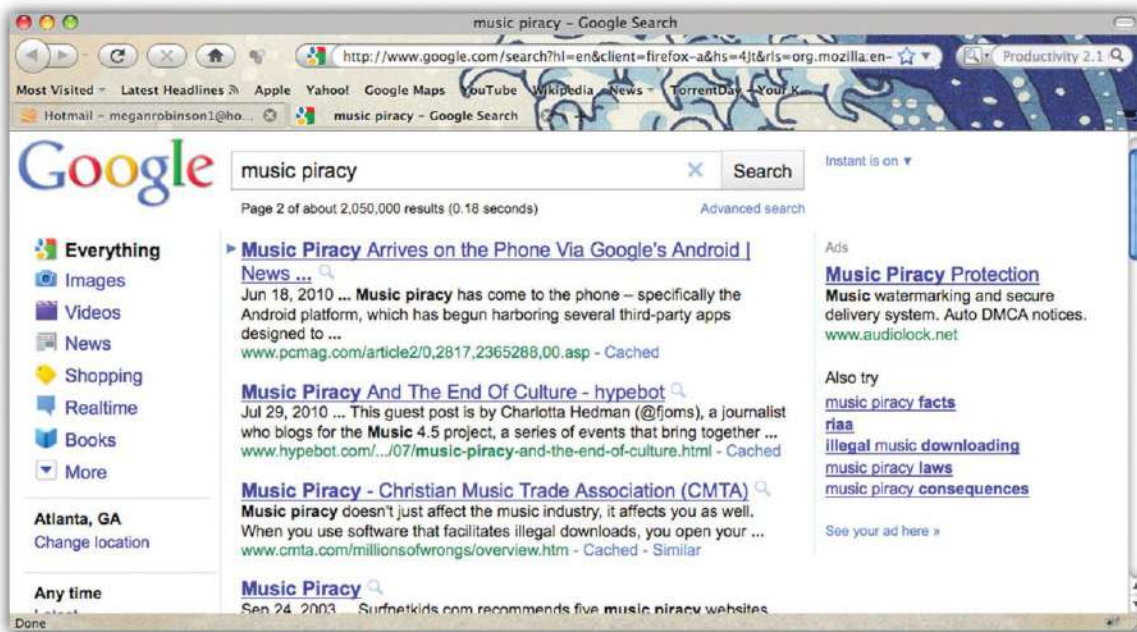 music piracy – Google Search
http://www.google.com/search?hl=en&client=firefox-a&hs=4Jt&rls=org.mozilla:en-
Productivity 2.1
Most Visited Latest Headlines Apple Yahoo! Google Maps YouTube Wikipedia News TorrentDay - Your K...
Hotmail – meganrobinson1@ho...
music piracy – Google Search
Google
music piracy
Search
Instant is on
Page 2 of about 2,050,000 results (0.18 seconds)
Advanced search
Everything
Images
Videos
News
Shopping
Realtime
Books
More
Atlanta, GA
Change location
Any time
Music Piracy Arrives on the Phone Via Google's Android |
News ...
Jun 18, 2010 ... Music piracy has come to the phone – specifically the
Android platform, which has begun harboring several third-party apps
designed to ...
www.pcmag.com/article2/0,2817,2365288,00.asp - Cached
Music Piracy And The End Of Culture - hypebot
Jul 29, 2010 ... This guest post is by Charlotta Hedman (@fjoms), a journalist
who blogs for the Music 4.5 project, a series of events that bring together ...
www.hypebot.com/.../07/music-piracy-and-the-end-of-culture.html - Cached
Music Piracy - Christian Music Trade Association (CMTA)
Music piracy doesn't just affect the music industry, it affects you as well.
When you use software that facilitates illegal downloads, you open your ...
www.cmta.com/millionsofwrongs/overview.htm - Cached - Similar
Music Piracy
Sep 24, 2003 ... Surfnetkids.com recommends five music piracy websites
Ads
Music Piracy Protection
Music watermarking and secure
delivery system. Auto DMCA notices.
www.audiolock.net
Also try
music piracy facts
riaa
illegal music downloading
music piracy laws
music piracy consequences
See your ad here »
Done